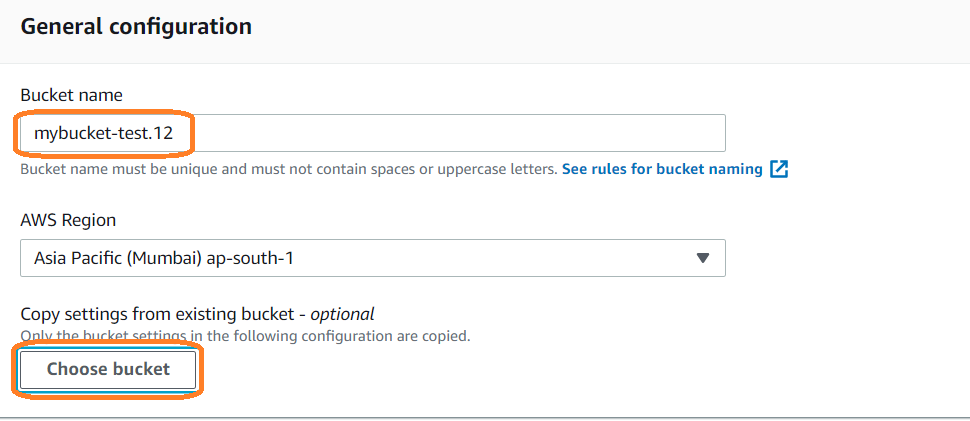 General configuration
Bucket name
mybucket-test.12
Bucket name must be unique and must not contain spaces or uppercase letters. See rules for bucket naming
AWS Region
Asia Pacific (Mumbai) ap-south-1
Copy settings from existing bucket - optional
Only the bucket settings in the following configuration are copied.
Choose bucket